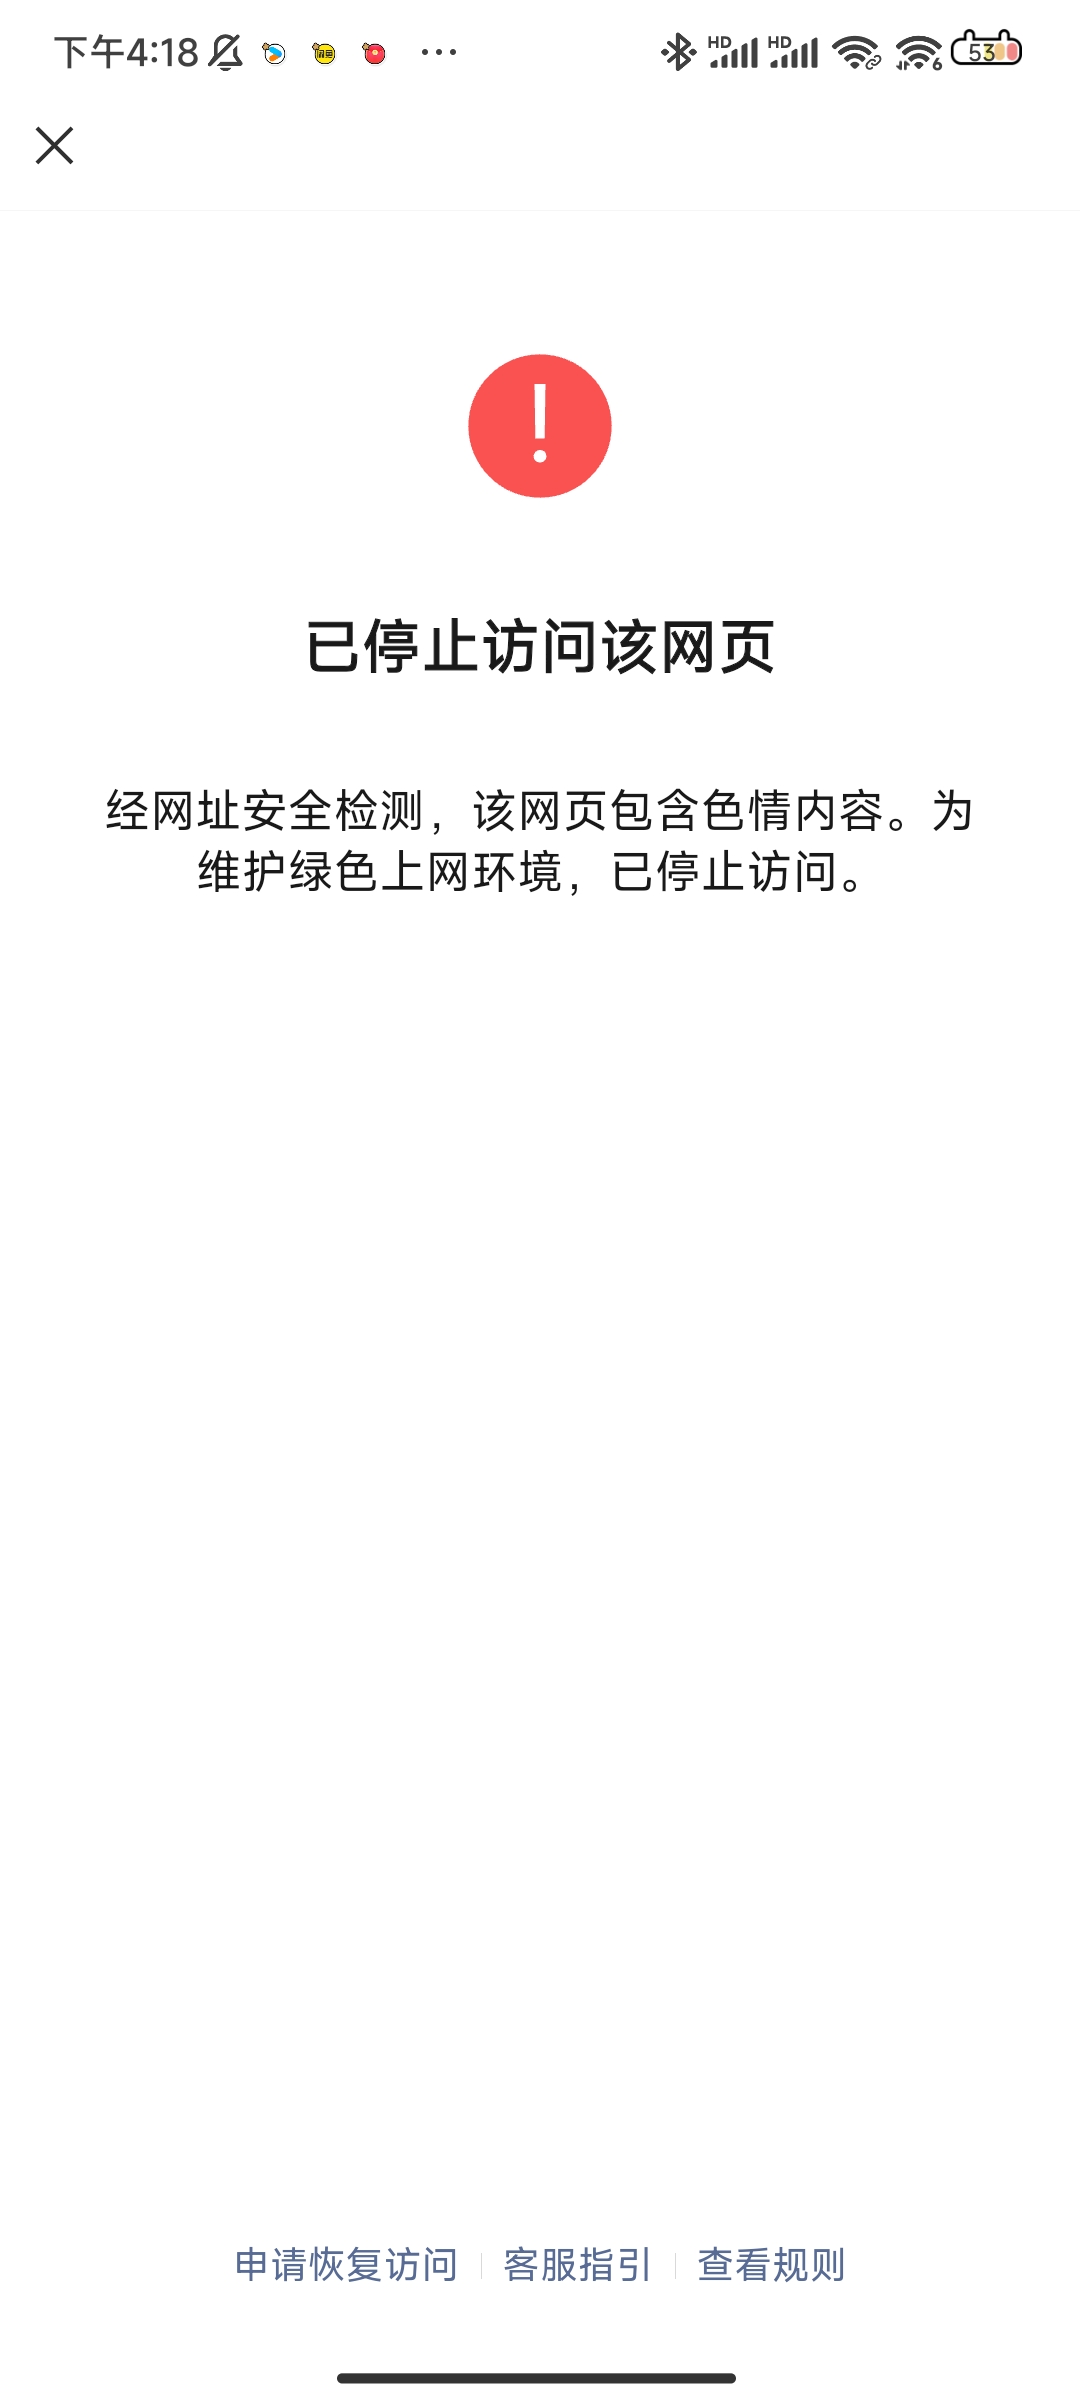 下午4:18
HD HD 6 53
已停止访问该网页
经网址安全检测，该网页包含色情内容。为
维护绿色上网环境，已停止访问。
申请恢复访问 客服指引 查看规则